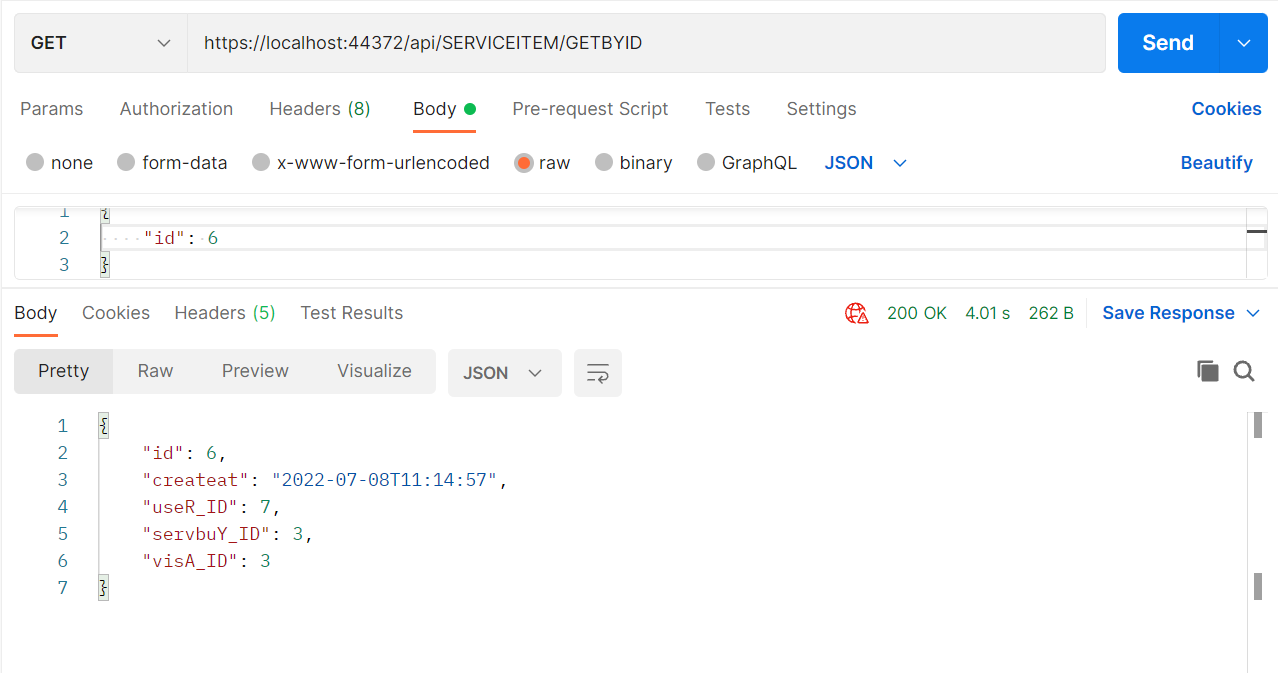 GET https://localhost:44372/api/SERVICEITEM/GETBYID Send
Params Authorization Headers (8) Body Pre-request Script Tests Settings Cookies
none form-data x-www-form-urlencoded raw binary GraphQL JSON Beautify
1 {
2 ····"id":·6
3 }
Body Cookies Headers (5) Test Results 200 OK 4.01 s 262 B Save Response
Pretty Raw Preview Visualize JSON
1 {
2 "id": 6,
3 "createat": "2022-07-08T11:14:57",
4 "useR_ID": 7,
5 "servbuY_ID": 3,
6 "visA_ID": 3
7 }